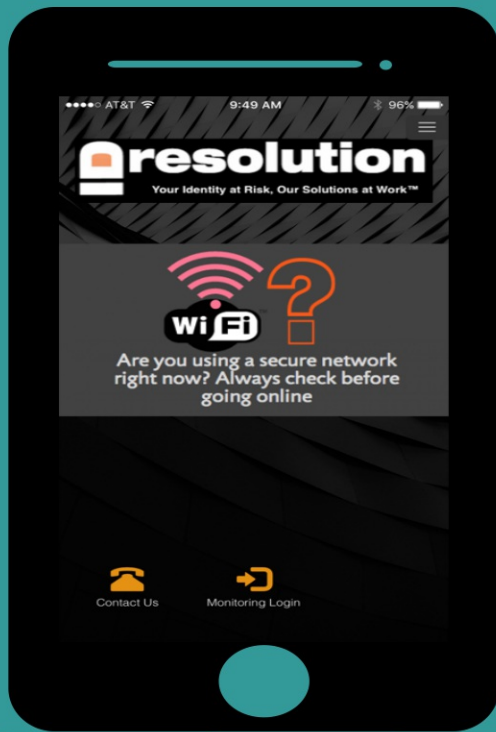 AT&T 9:49 AM 96%
ID resolution
Your Identity at Risk, Our Solutions at Work™
Wi Fi ?
Are you using a secure network
right now? Always check before
going online
Contact Us Monitoring Login